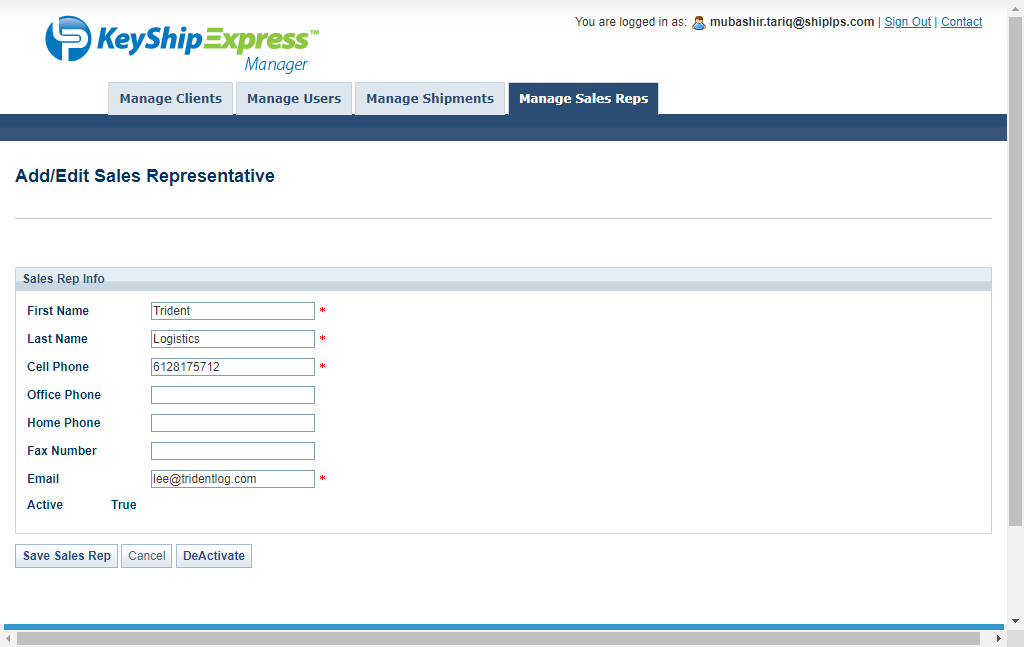 You are logged in as: mubashir.tariq@shiplps.com | Sign Out | Contact
KeyShipExpress™
Manager
Manage Clients Manage Users Manage Shipments Manage Sales Reps
Add/Edit Sales Representative
Sales Rep Info
First Name Trident *
Last Name Logistics *
Cell Phone 6128175712 *
Office Phone
Home Phone
Fax Number
Email lee@tridentlog.com *
Active True
Save Sales Rep Cancel DeActivate